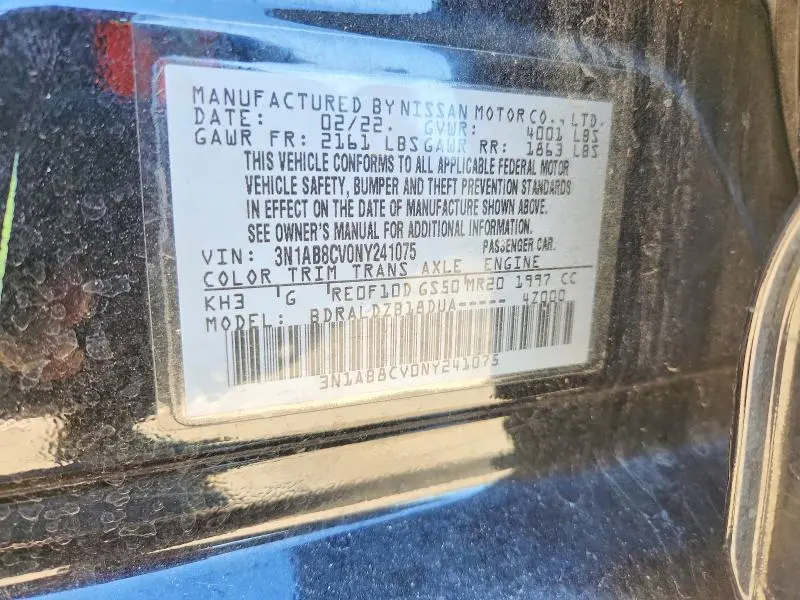 MANUFACTURED BY NISSAN MOTOR CO., LTD.
DATE: 02/22. GVWR: 4001 LBS
GAWR FR: 2161 LBS GAWR RR: 1863 LBS
THIS VEHICLE CONFORMS TO ALL APPLICABLE FEDERAL MOTOR
VEHICLE SAFETY, BUMPER AND THEFT PREVENTION STANDARDS
IN EFFECT ON THE DATE OF MANUFACTURE SHOWN ABOVE.
SEE OWNER'S MANUAL FOR ADDITIONAL INFORMATION
VIN: 3N1AB8CV0NY241075 PASSENGER CAR.
COLOR TRIM TRANS AXLE ENGINE
KH3 G RE0F10D GS50 MR20 1997 CC
MODEL: BDRALDZB18DUA----- 4Z000
3N1AB8CV0NY241075